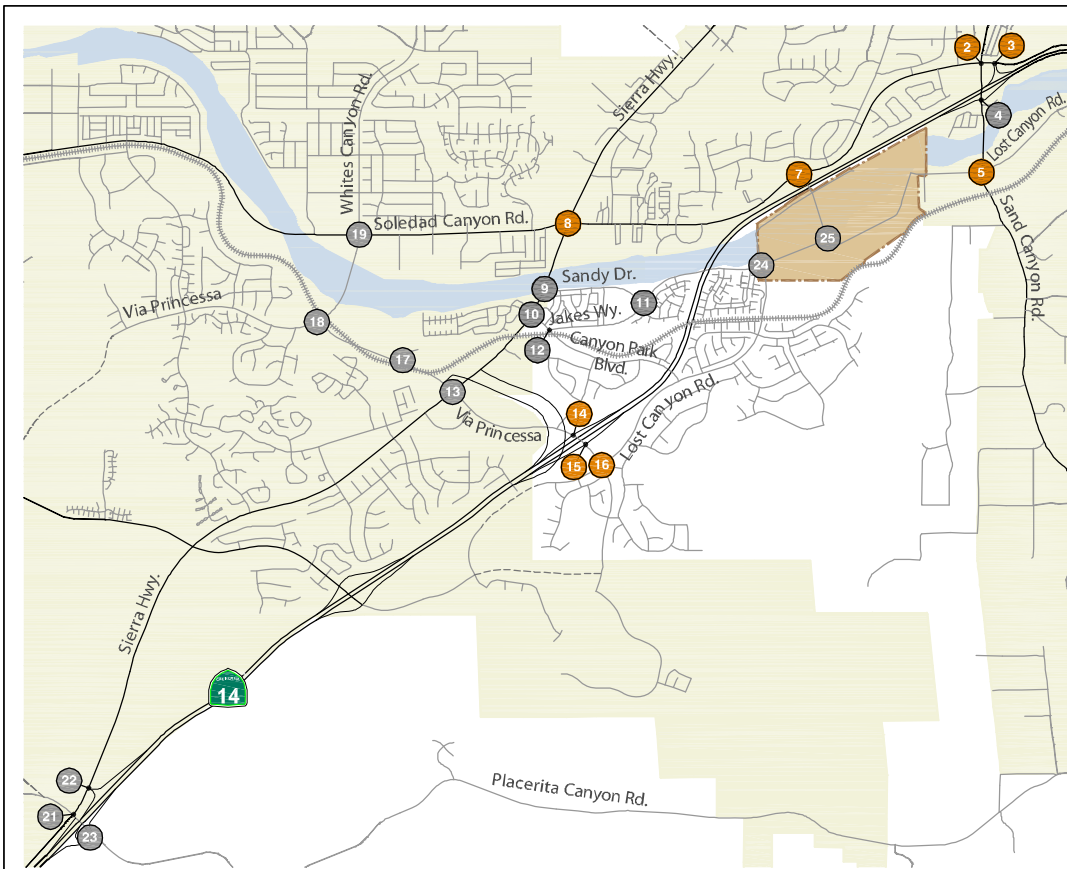 2
3
Sierra Hwy.
Whites Canyon Rd.
4
Lost Canyon Rd.
5
7
Soledad Canyon Rd.
8
19
Sand Canyon Rd.
25
24
Sandy Dr.
9
11
10
Jakes Wy.
Via Princessa
18
12
Canyon Park
Blvd.
17
13
Via Princessa
14
Lost Canyon Rd.
15
16
Sierra Hwy.
CALIFORNIA
14
22
21
23
Placerita Canyon Rd.